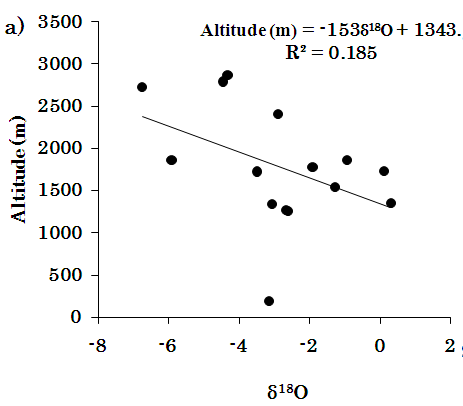 a)
Altitude (m) = -153δ¹⁸O + 1343.
R² = 0.185
3500
3000
2500
2000
1500
1000
500
0
Altitude (m)
-8 -6 -4 -2 0 2
δ¹⁸O